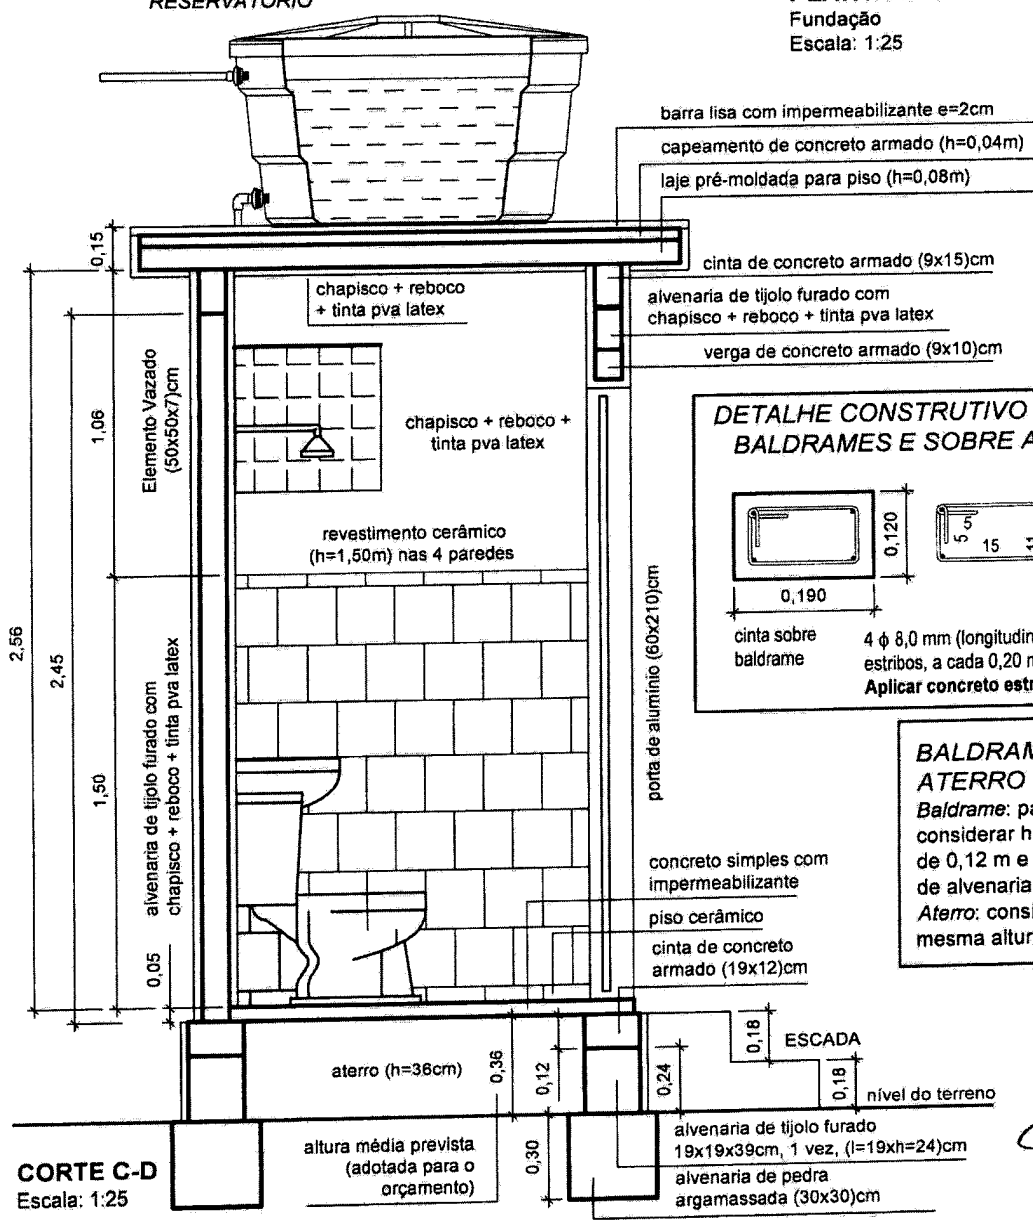 RESERVATÓRIO
Fundação
Escala: 1:25
barra lisa com impermeabilizante e=2cm
capeamento de concreto armado (h=0,04m)
laje pré-moldada para piso (h=0,08m)
0,15
cinta de concreto armado (9x15)cm
chapisco + reboco
+ tinta pva latex
alvenaria de tijolo furado com
chapisco + reboco + tinta pva latex
verga de concreto armado (9x10)cm
Elemento Vazado
(50x50x7)cm
1,06
chapisco + reboco +
tinta pva latex
DETALHE CONSTRUTIVO
BALDRAMES E SOBRE A
revestimento cerâmico
(h=1,50m) nas 4 paredes
0,120
5
5
15
11
0,190
cinta sobre
baldrame
4 ϕ 8,0 mm (longitudin
estribos, a cada 0,20 m
Aplicar concreto estr
porta de alumínio (60x210)cm
2,56
2,45
1,50
alvenaria de tijolo furado com
chapisco + reboco + tinta pva latex
0,05
BALDRAM
ATERRO
Baldrame: pa
considerar h
de 0,12 m e
de alvenaria
Aterro: consi
mesma altur
concreto simples com
impermeabilizante
piso cerâmico
cinta de concreto
armado (19x12)cm
0,18
ESCADA
aterro (h=36cm)
0,36
0,12
0,24
0,18
nível do terreno
altura média prevista
(adotada para o
orçamento)
0,30
alvenaria de tijolo furado
19x19x39cm, 1 vez, (l=19xh=24)cm
alvenaria de pedra
argamassada (30x30)cm
CORTE C-D
Escala: 1:25